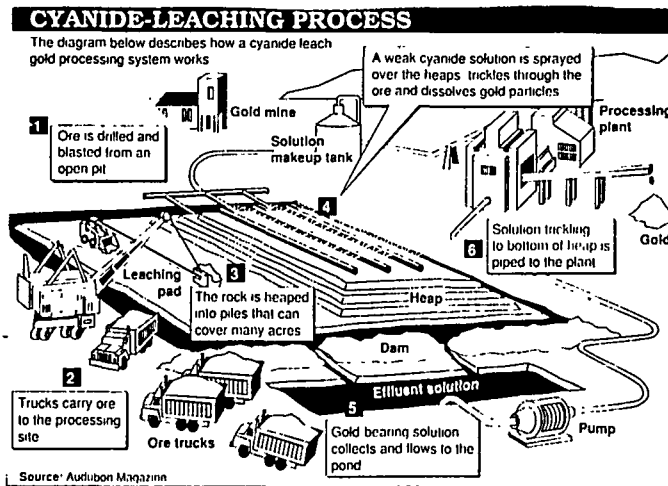 CYANIDE-LEACHING PROCESS
The diagram below describes how a cyanide leach
gold processing system works
A weak cyanide solution is sprayed
over the heaps trickles through the
ore and dissolves gold particles
1
Ore is drilled and
blasted from an
open pit
Gold mine
Solution
makeup tank
Processing
plant
4
6
Solution trickling
to bottom of heap is
piped to the plant
Gold
Leaching
pad
3
The rock is heaped
into piles that can
cover many acres
Heap
Dam
Effluent solution
2
Trucks carry ore
to the processing
site
Ore trucks
5
Gold bearing solution
collects and flows to the
pond
Pump
Source: Audubon Magazine